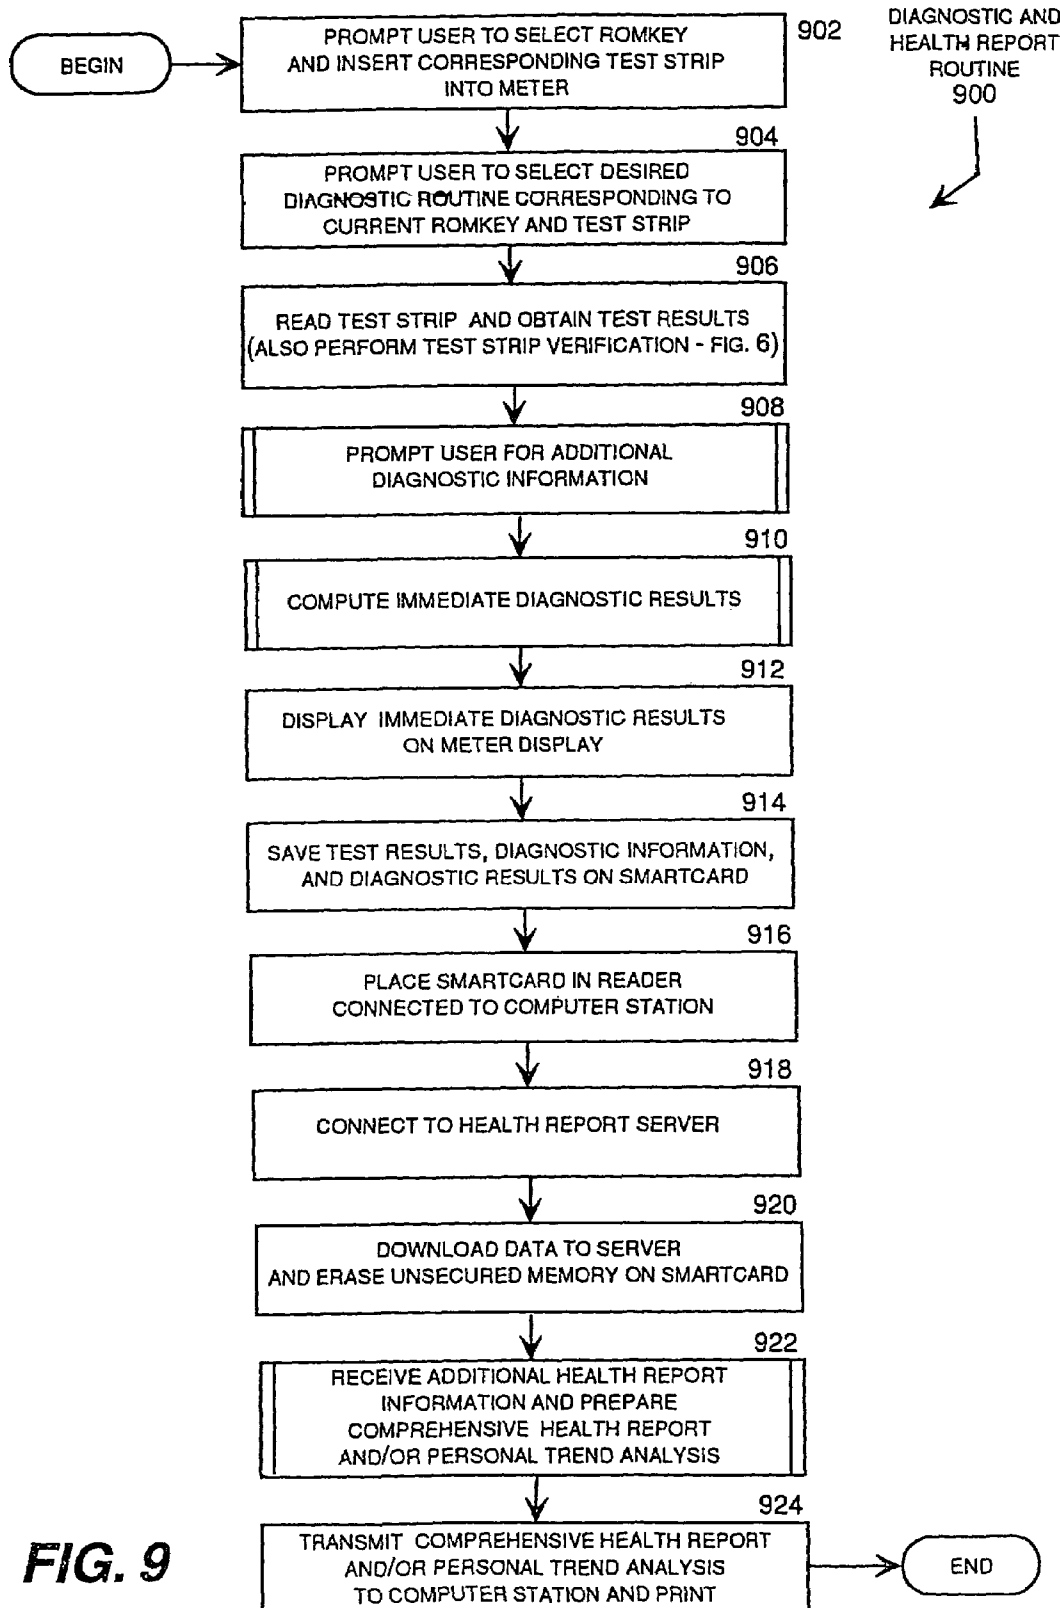 DIAGNOSTIC AND
HEALTH REPORT
ROUTINE
900
BEGIN
902
PROMPT USER TO SELECT ROMKEY
AND INSERT CORRESPONDING TEST STRIP
INTO METER
904
PROMPT USER TO SELECT DESIRED
DIAGNOSTIC ROUTINE CORRESPONDING TO
CURRENT ROMKEY AND TEST STRIP
906
READ TEST STRIP AND OBTAIN TEST RESULTS
(ALSO PERFORM TEST STRIP VERIFICATION - FIG. 6)
908
PROMPT USER FOR ADDITIONAL
DIAGNOSTIC INFORMATION
910
COMPUTE IMMEDIATE DIAGNOSTIC RESULTS
912
DISPLAY IMMEDIATE DIAGNOSTIC RESULTS
ON METER DISPLAY
914
SAVE TEST RESULTS, DIAGNOSTIC INFORMATION,
AND DIAGNOSTIC RESULTS ON SMARTCARD
916
PLACE SMARTCARD IN READER
CONNECTED TO COMPUTER STATION
918
CONNECT TO HEALTH REPORT SERVER
920
DOWNLOAD DATA TO SERVER
AND ERASE UNSECURED MEMORY ON SMARTCARD
922
RECEIVE ADDITIONAL HEALTH REPORT
INFORMATION AND PREPARE
COMPREHENSIVE HEALTH REPORT
AND/OR PERSONAL TREND ANALYSIS
924
TRANSMIT COMPREHENSIVE HEALTH REPORT
AND/OR PERSONAL TREND ANALYSIS
TO COMPUTER STATION AND PRINT
END
FIG. 9